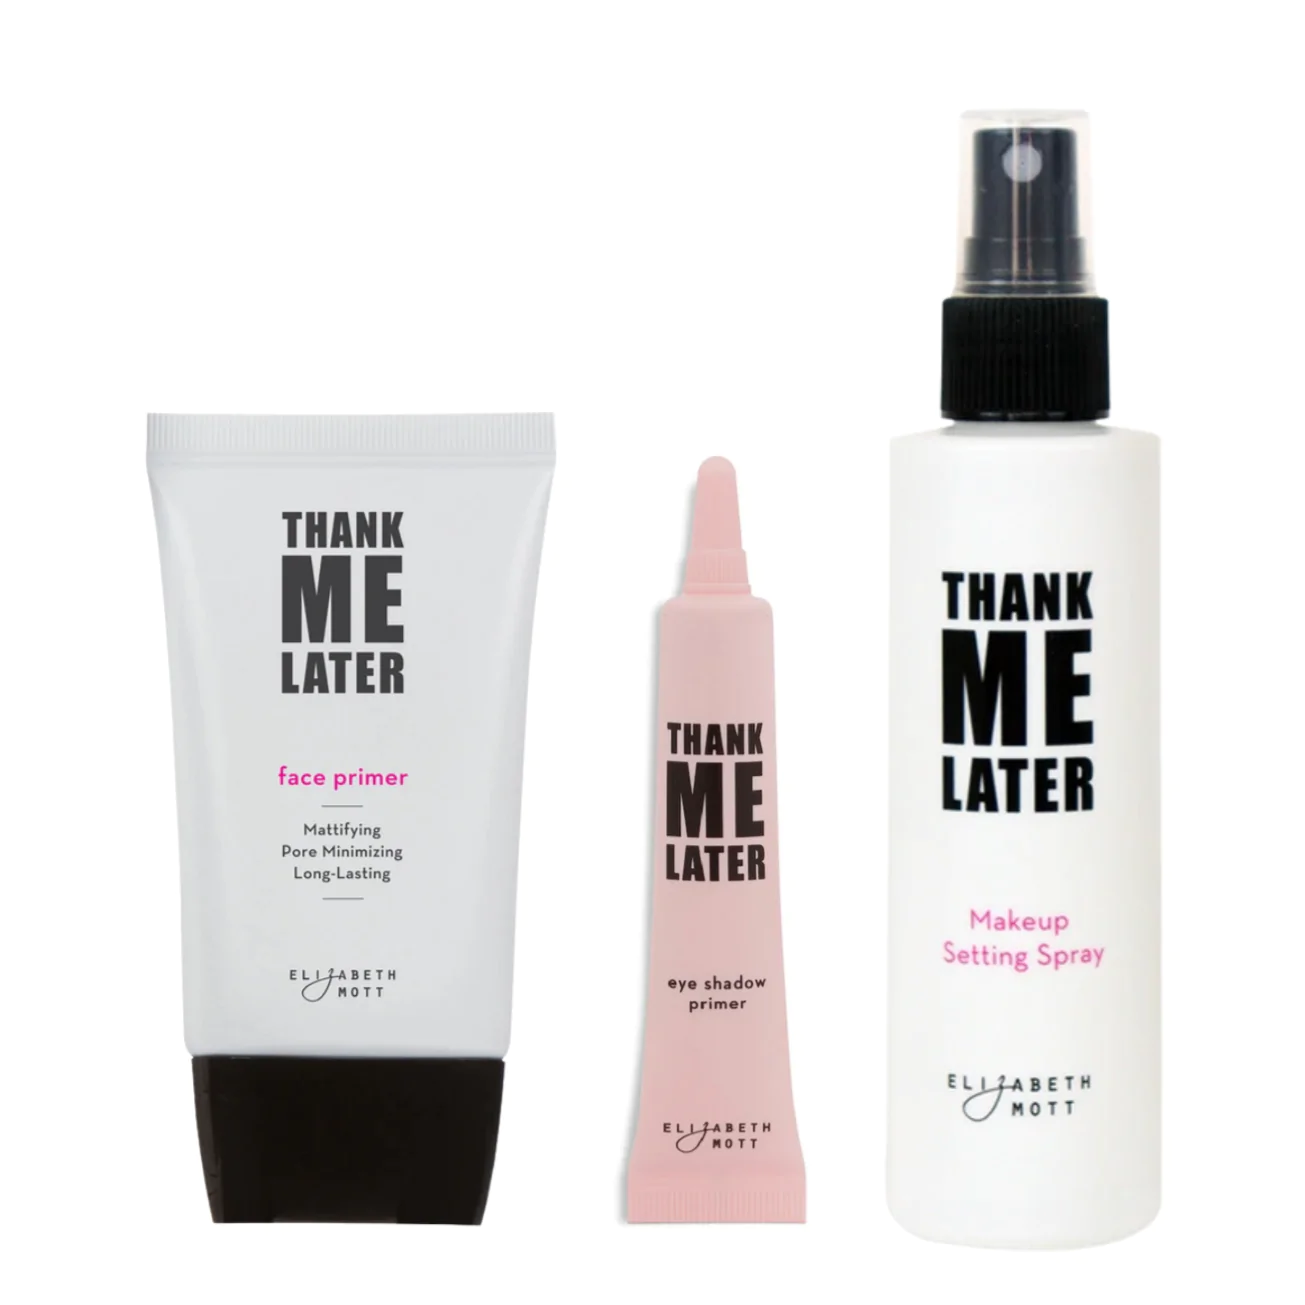 THANK
ME
LATER
face primer
Mattifying
Pore Minimizing
Long-Lasting
ELIZABETH
MOTT
THANK
ME
LATER
eye shadow
primer
ELIZABETH
MOTT
THANK
ME
LATER
Makeup
Setting Spray
ELIZABETH
MOTT